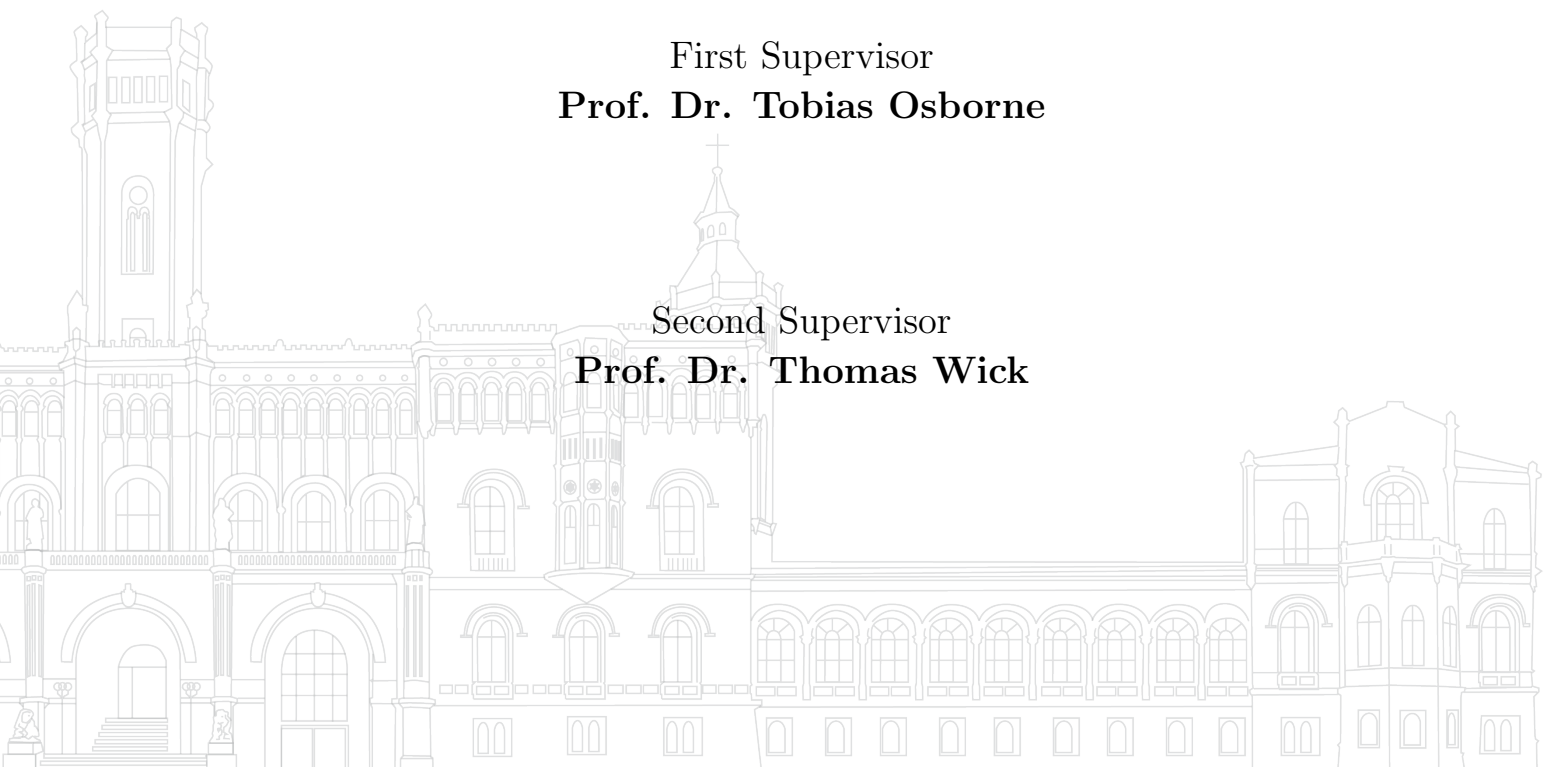 First Supervisor
Prof. Dr. Tobias Osborne
Second Supervisor
Prof. Dr. Thomas Wick